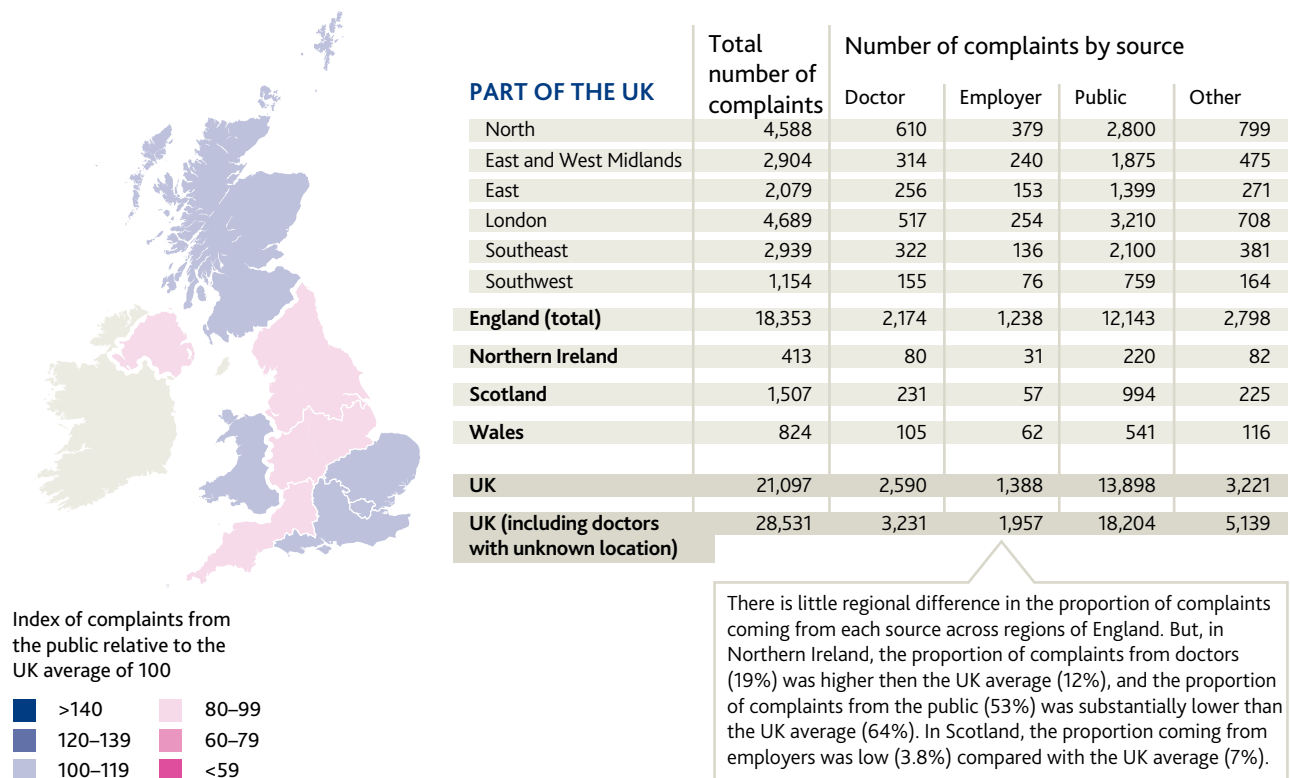 Total number of complaints
Number of complaints by source
PART OF THE UK
Doctor Employer Public Other
North 4,588 610 379 2,800 799
East and West Midlands 2,904 314 240 1,875 475
East 2,079 256 153 1,399 271
London 4,689 517 254 3,210 708
Southeast 2,939 322 136 2,100 381
Southwest 1,154 155 76 759 164
England (total) 18,353 2,174 1,238 12,143 2,798
Northern Ireland 413 80 31 220 82
Scotland 1,507 231 57 994 225
Wales 824 105 62 541 116
UK 21,097 2,590 1,388 13,898 3,221
UK (including doctors with unknown location) 28,531 3,231 1,957 18,204 5,139
There is little regional difference in the proportion of complaints
coming from each source across regions of England. But, in
Northern Ireland, the proportion of complaints from doctors
(19%) was higher then the UK average (12%), and the proportion
of complaints from the public (53%) was substantially lower than
the UK average (64%). In Scotland, the proportion coming from
employers was low (3.8%) compared with the UK average (7%).
Index of complaints from
the public relative to the
UK average of 100
>140 80–99
120–139 60–79
100–119 <59